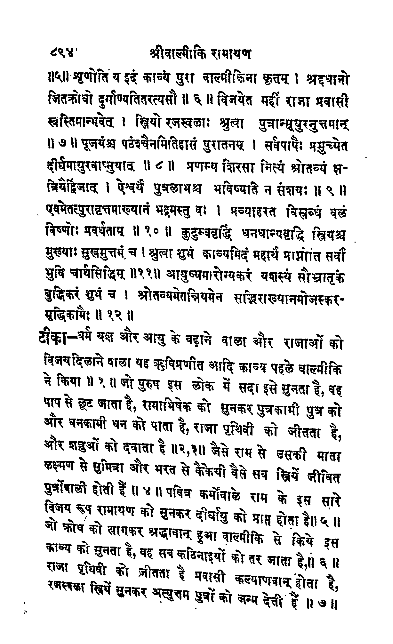 ८९४ श्रीवाल्मीकि रामायण
॥५॥ शृणोति य इदं काव्यं पुरा वाल्मीकिना कृतम् । श्रद्दधानो
जितक्रोधो दुर्गाण्यतितरत्यसौ ॥ ६ ॥ विजयेत महीं राजा प्रवासी
स्वस्तिमान्भवेत् । स्त्रियो रजस्वलाः श्रुत्वा पुत्रान्सूयुरनुत्तमान्
॥ ७ ॥ पूजयंश्च पठंश्चैनमितिहासं पुरातनम् । सर्वपापैः प्रमुच्येत
दीर्घमायुरवाप्नुयात् ॥ ८ ॥ प्रणम्य शिरसा नित्यं श्रोतव्यं क्ष-
त्रियैर्द्विजाद् । ऐश्वर्यं पुत्रलाभश्च भविष्यति न संशयः ॥ ९ ॥
एवमेतत्पुरावृत्तमाख्यानं भद्रमस्तु वः । प्रव्याहरत विस्रब्धं बलं
विष्णोः प्रवर्धताम् ॥ १० ॥ कुटुम्बवृद्धिं धनधान्यवृद्धिं स्त्रियश्च
मुख्याः सुखमुत्तमं च । श्रुत्वा शुभं काव्यमिदं महार्थं प्राप्नोति सर्वां
भुवि चार्थसिद्धिम् ॥११॥ आयुष्यमारोग्यकरं यशस्यं सौभ्रातृकं
बुद्धिकरं शुभं च । श्रोतव्यमेतन्नियमेन सद्भिराख्यानमोजस्कर-
मृद्धिकामैः ॥ १२ ॥
टीका—धर्म यश और आयु के बढ़ाने वाला और राजाओं को
विजयदिलाने वाला यह ऋषिप्रणीत आदि काव्य पहले वाल्मीकि
ने किया ॥ १ ॥ जो पुरुष इस लोक में सदा इसे सुनता है, वह
पाप से छूट जाता है, रामाभिषेक को सुनकर पुत्रकामी पुत्र को
और धनकामी धन को पाता है, राजा पृथिवी को जीतता है,
और शत्रुओं को दबाता है ॥२,३॥ जैसे राम से उसकी माता
लक्ष्मण से सुमित्रा और भरत से कैकेयी वैसे सब स्त्रियें जीवित
पुत्रोंवाली होती हैं ॥ ४ ॥ पवित्र कर्मोंवाले राम के इस सारे
विजय रूप रामायण को सुनकर दीर्घायु को प्राप्त होता है॥ ५ ॥
जो क्रोध को त्यागकर श्रद्धावान् हुआ वाल्मीकि से किये इस
काव्य को सुनता है, वह सब कठिनाइयों को तर जाता है,॥ ६ ॥
राजा पृथिवी को जीतता है प्रवासी कल्याणवान् होता है,
रजस्वला स्त्रियें सुनकर अत्युत्तम पुत्रों को जन्म देती हैं ॥ ७ ॥